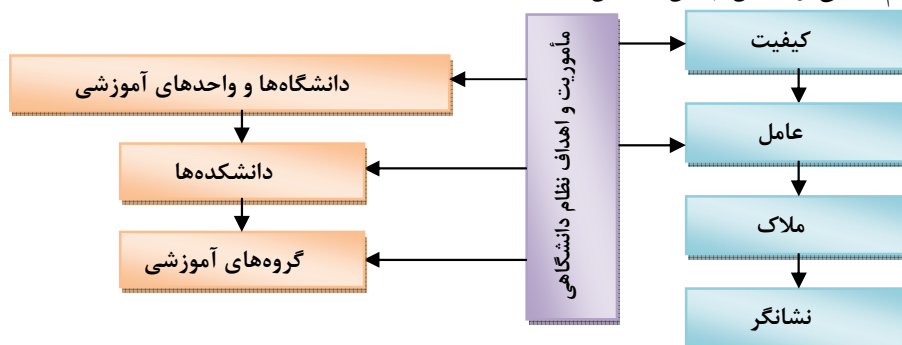 کیفیت
دانشگاه‌ها و واحدهای آموزشی
مأموریت و اهداف نظام دانشگاهی
عامل
دانشکده‌ها
ملاک
گروه‌های آموزشی
نشانگر